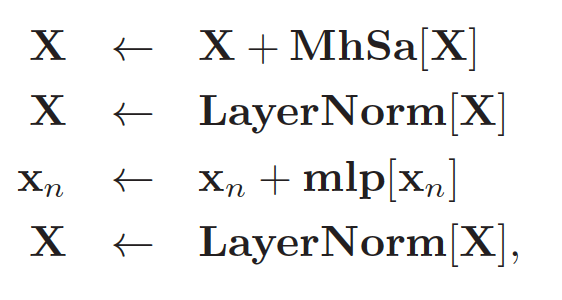 X ← X + MhSa[X]
X ← LayerNorm[X]
xₙ ← xₙ + mlp[xₙ]
X ← LayerNorm[X],